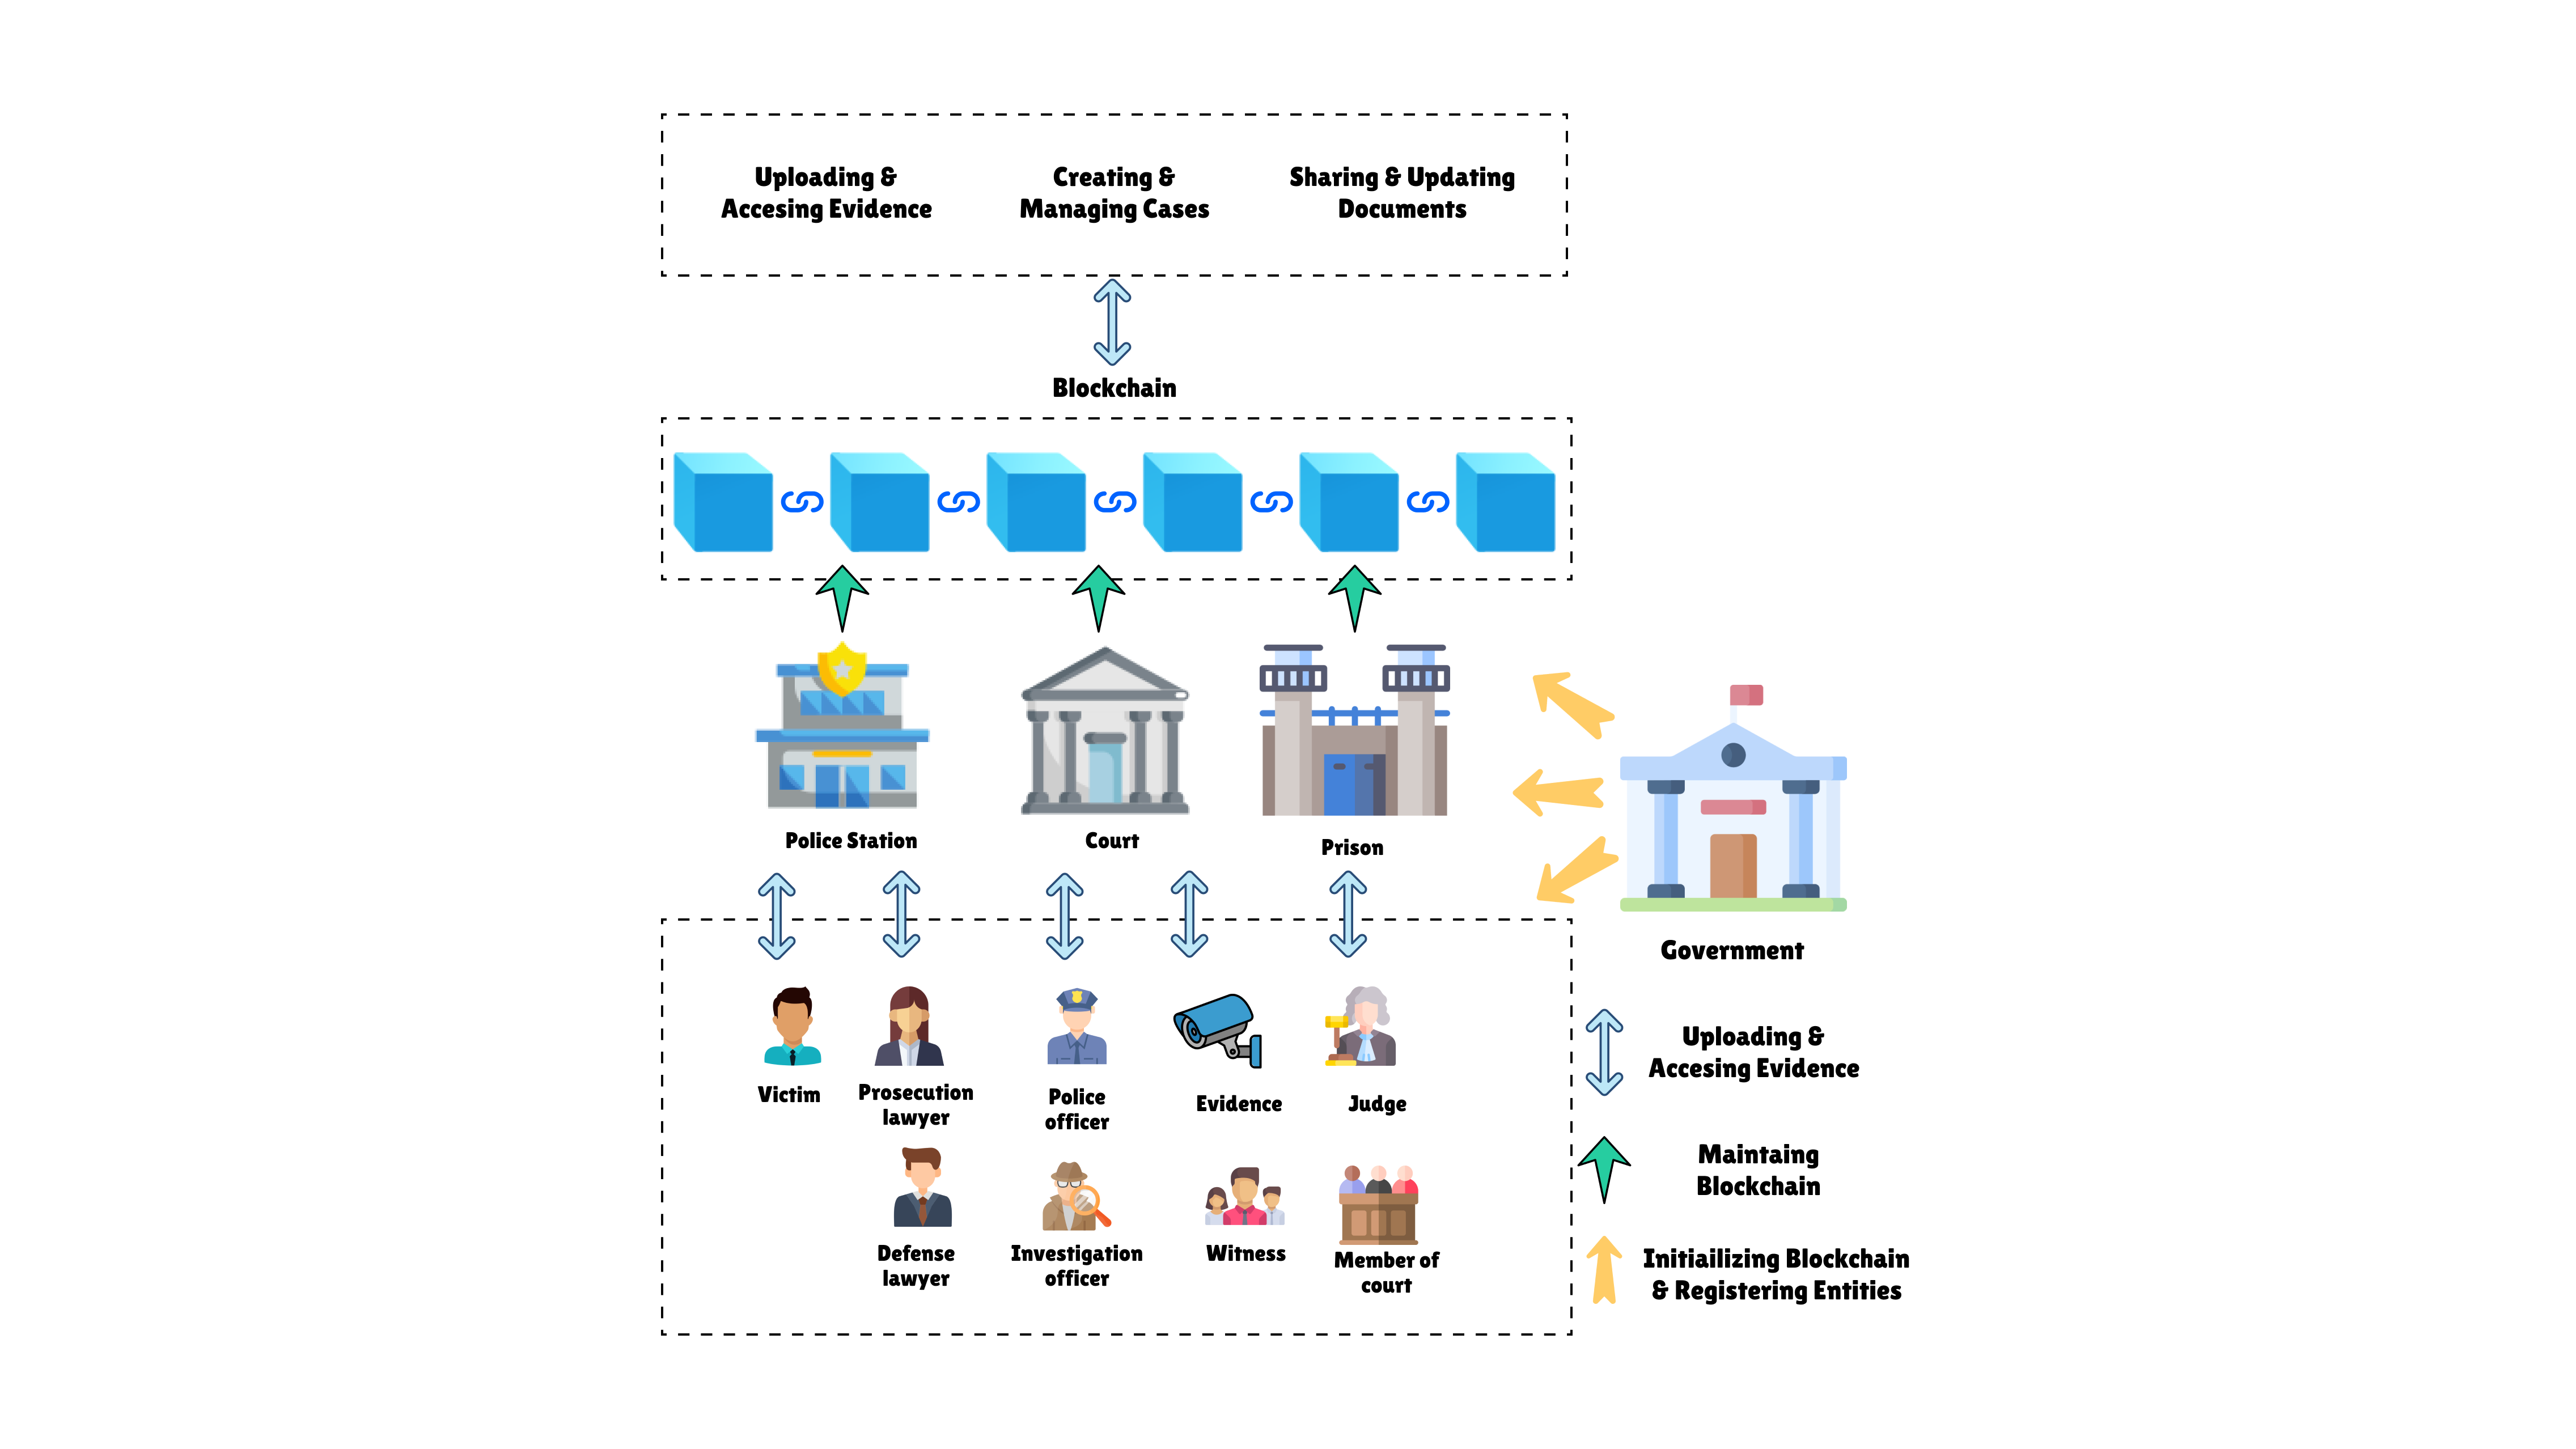 Uploading &
Accesing Evidence
Creating &
Managing Cases
Sharing & Updating
Documents
Blockchain
Police Station
Court
Prison
Government
Victim
Prosecution
lawyer
Police
officer
Evidence
Judge
Defense
lawyer
Investigation
officer
Witness
Member of
court
Uploading &
Accesing Evidence
Maintaing
Blockchain
Initiailizing Blockchain
& Registering Entities